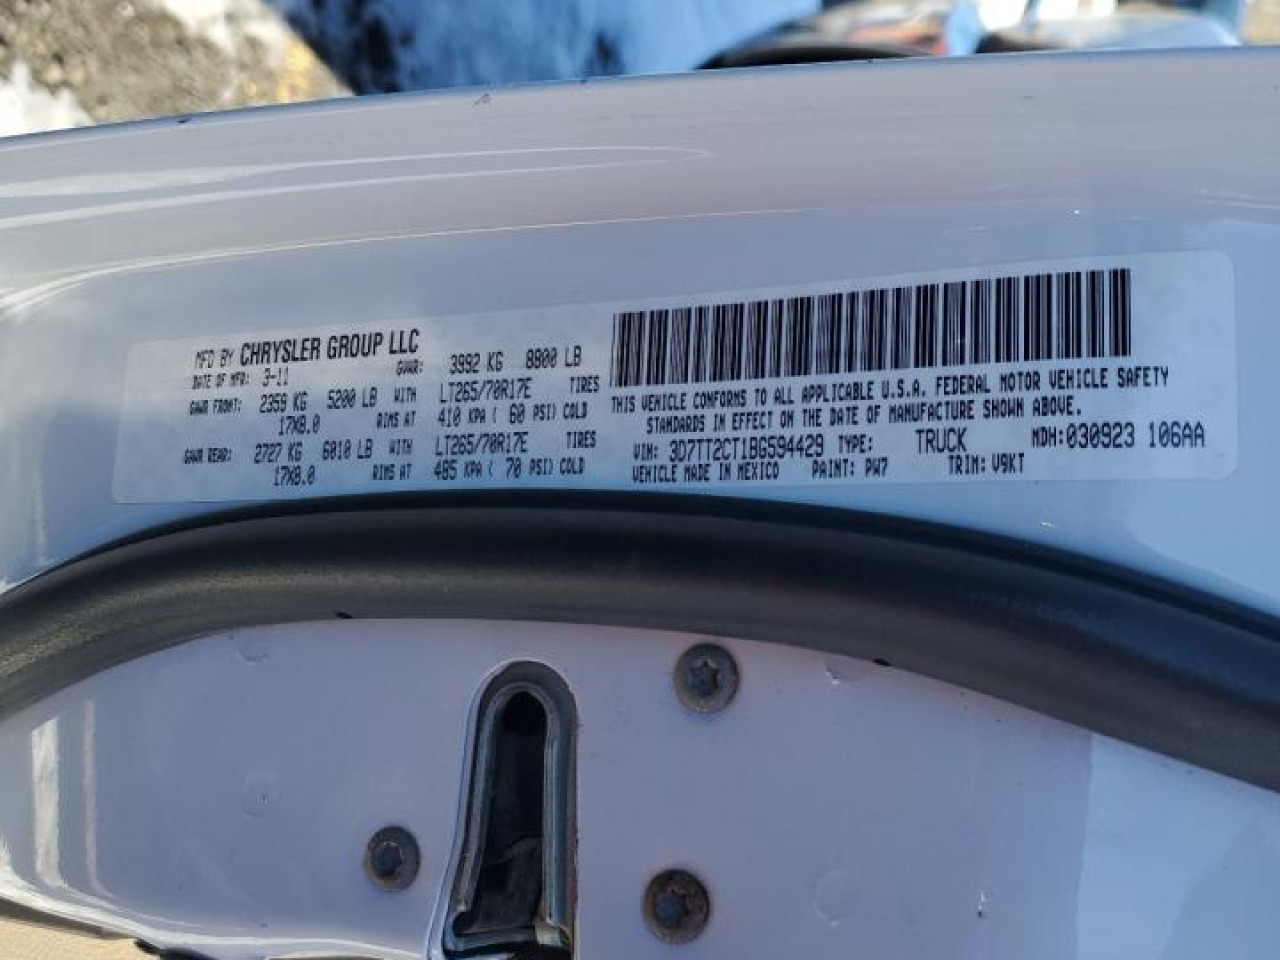 MFD BY CHRYSLER GROUP LLC
DATE OF MFD: 3-11 GVWR: 3992 KG 8800 LB
GAWR FRONT: 2359 KG 5200 LB WITH LT265/70R17E TIRES
17X8.0 RIMS AT 410 KPA ( 60 PSI) COLD
GAWR REAR: 2727 KG 6010 LB WITH LT265/70R17E TIRES
17X8.0 RIMS AT 485 KPA ( 70 PSI) COLD
THIS VEHICLE CONFORMS TO ALL APPLICABLE U.S.A. FEDERAL MOTOR VEHICLE SAFETY
STANDARDS IN EFFECT ON THE DATE OF MANUFACTURE SHOWN ABOVE.
VIN: 3D7TT2CT1BG594429 TYPE: TRUCK MDH:030923 106AA
VEHICLE MADE IN MEXICO PAINT: PW7 TRIM: V9KT